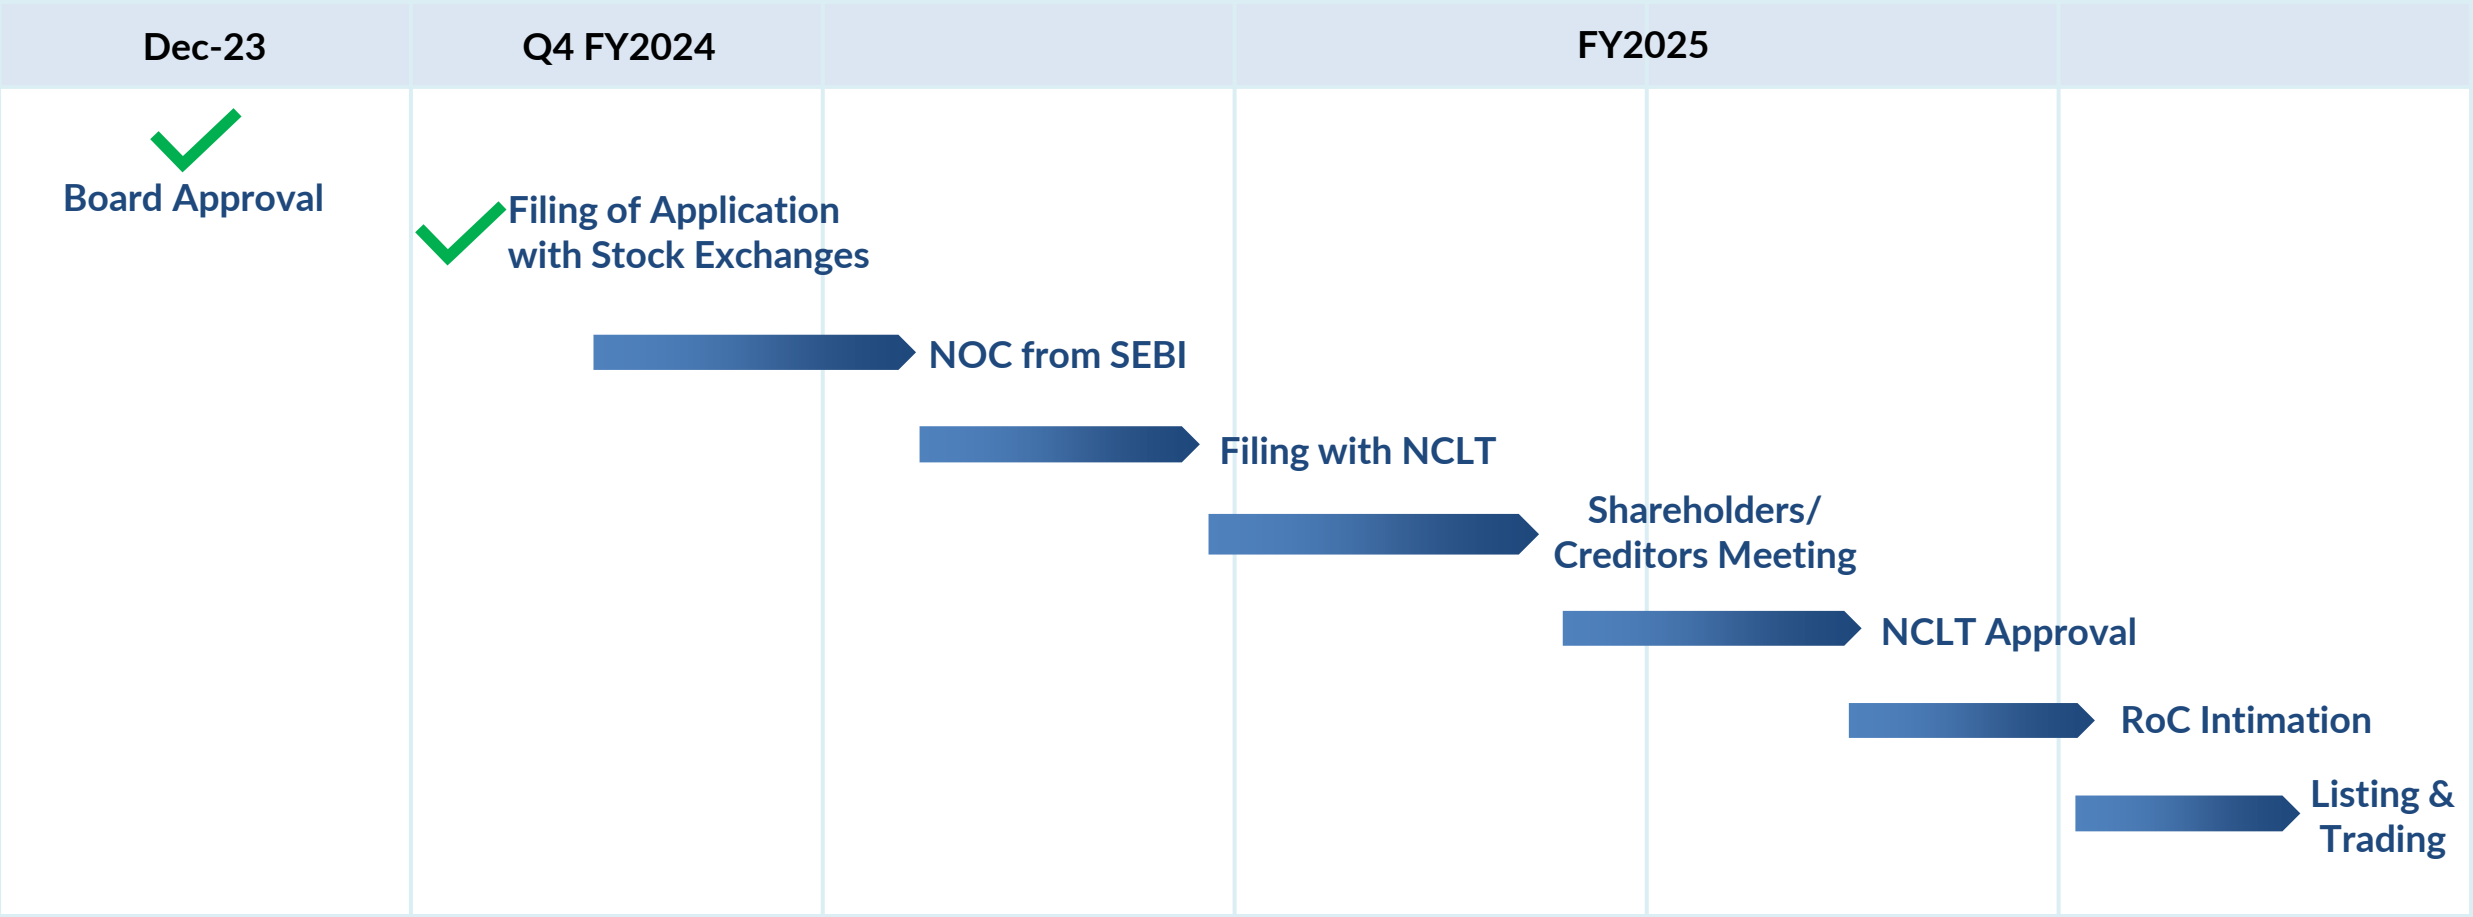 Dec-23
Q4 FY2024
FY2025
Board Approval
Filing of Application
with Stock Exchanges
NOC from SEBI
Filing with NCLT
Shareholders/
Creditors Meeting
NCLT Approval
RoC Intimation
Listing &
Trading